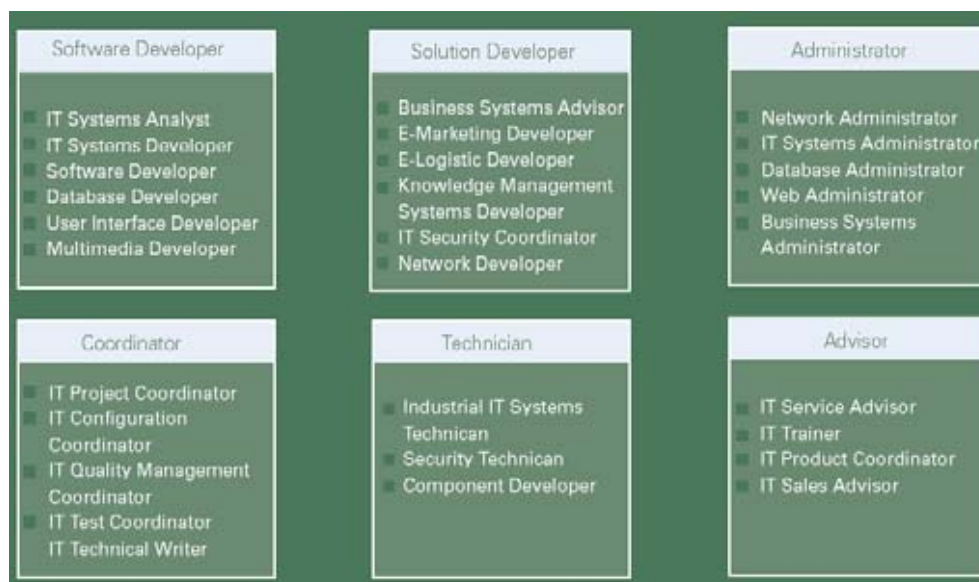 Software Developer
IT Systems Analyst
IT Systems Developer
Software Developer
Database Developer
User Interface Developer
Multimedia Developer
Solution Developer
Business Systems Advisor
E-Marketing Developer
E-Logistic Developer
Knowledge Management
Systems Developer
IT Security Coordinator
Network Developer
Administrator
Network Administrator
IT Systems Administrator
Database Administrator
Web Administrator
Business Systems
Administrator
Coordinator
IT Project Coordinator
IT Configuration
Coordinator
IT Quality Management
Coordinator
IT Test Coordinator
IT Technical Writer
Technician
Industrial IT Systems
Technican
Security Technican
Component Developer
Advisor
IT Service Advisor
IT Trainer
IT Product Coordinator
IT Sales Advisor